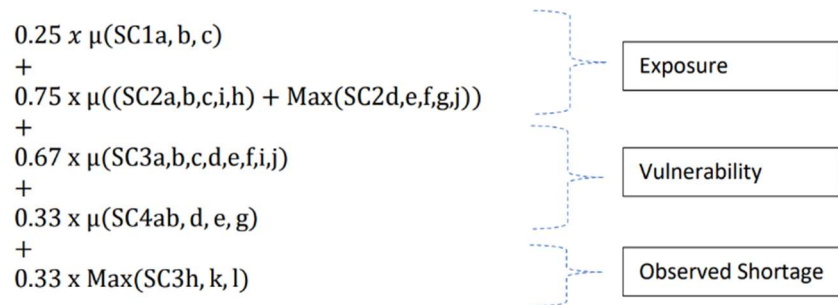 0.25 x μ(SC1a, b, c)
+
0.75 x μ((SC2a,b,c,i,h) + Max(SC2d,e,f,g,j))
+
0.67 x μ(SC3a,b,c,d,e,f,i,j)
+
0.33 x μ(SC4ab, d, e, g)
+
0.33 x Max(SC3h, k, l)
Exposure
Vulnerability
Observed Shortage